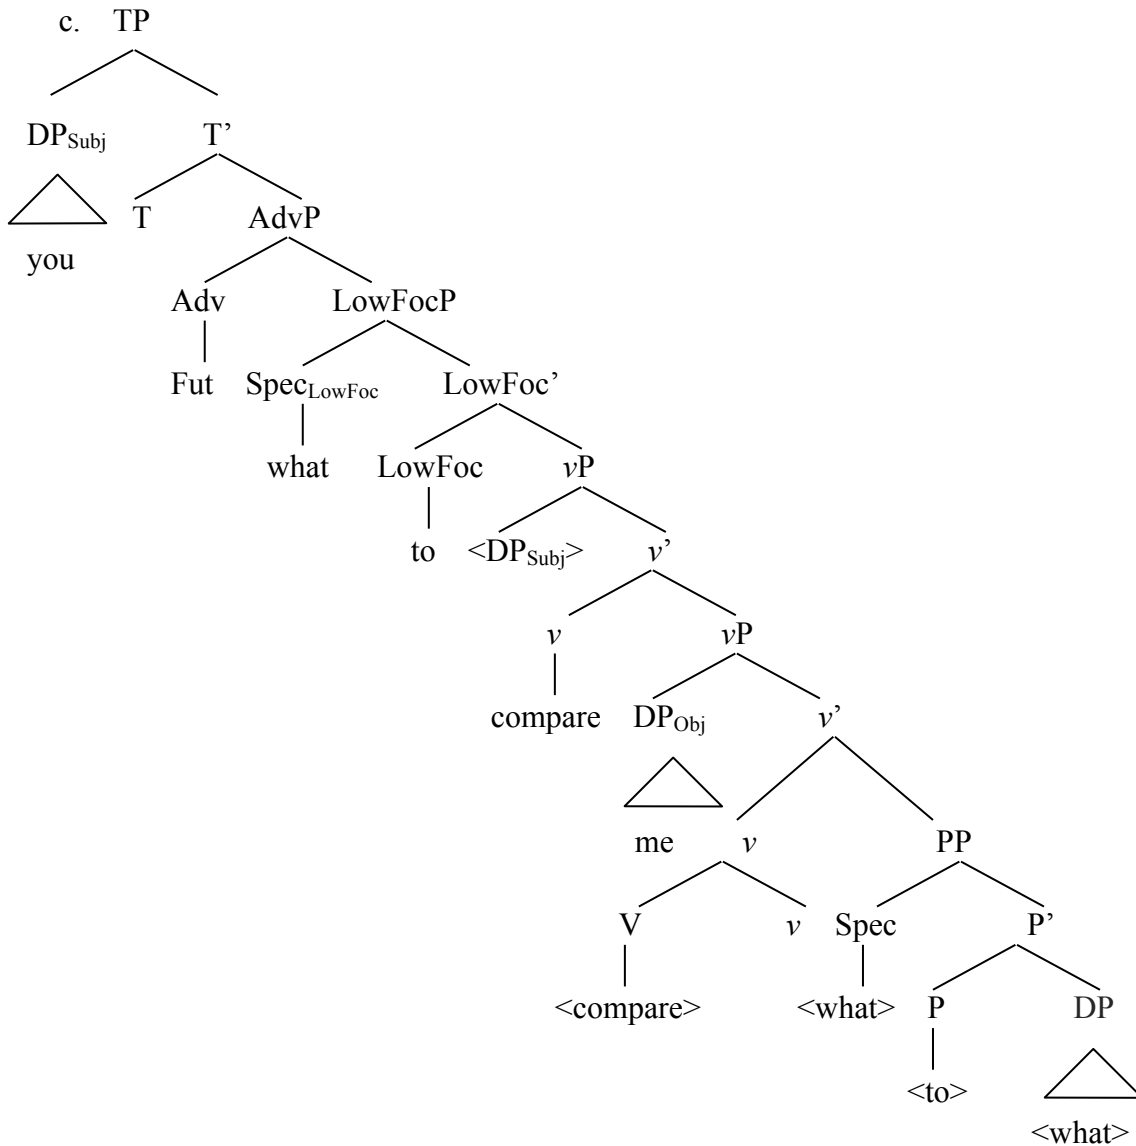 c. TP
DPSubj T’
T AdvP
you
Adv LowFocP
Fut SpecLowFoc LowFoc’
what LowFoc vP
to <DPSubj> v’
v vP
compare DPObj v’
me v PP
V v Spec P’
<compare> <what> P DP
<to>
<what>